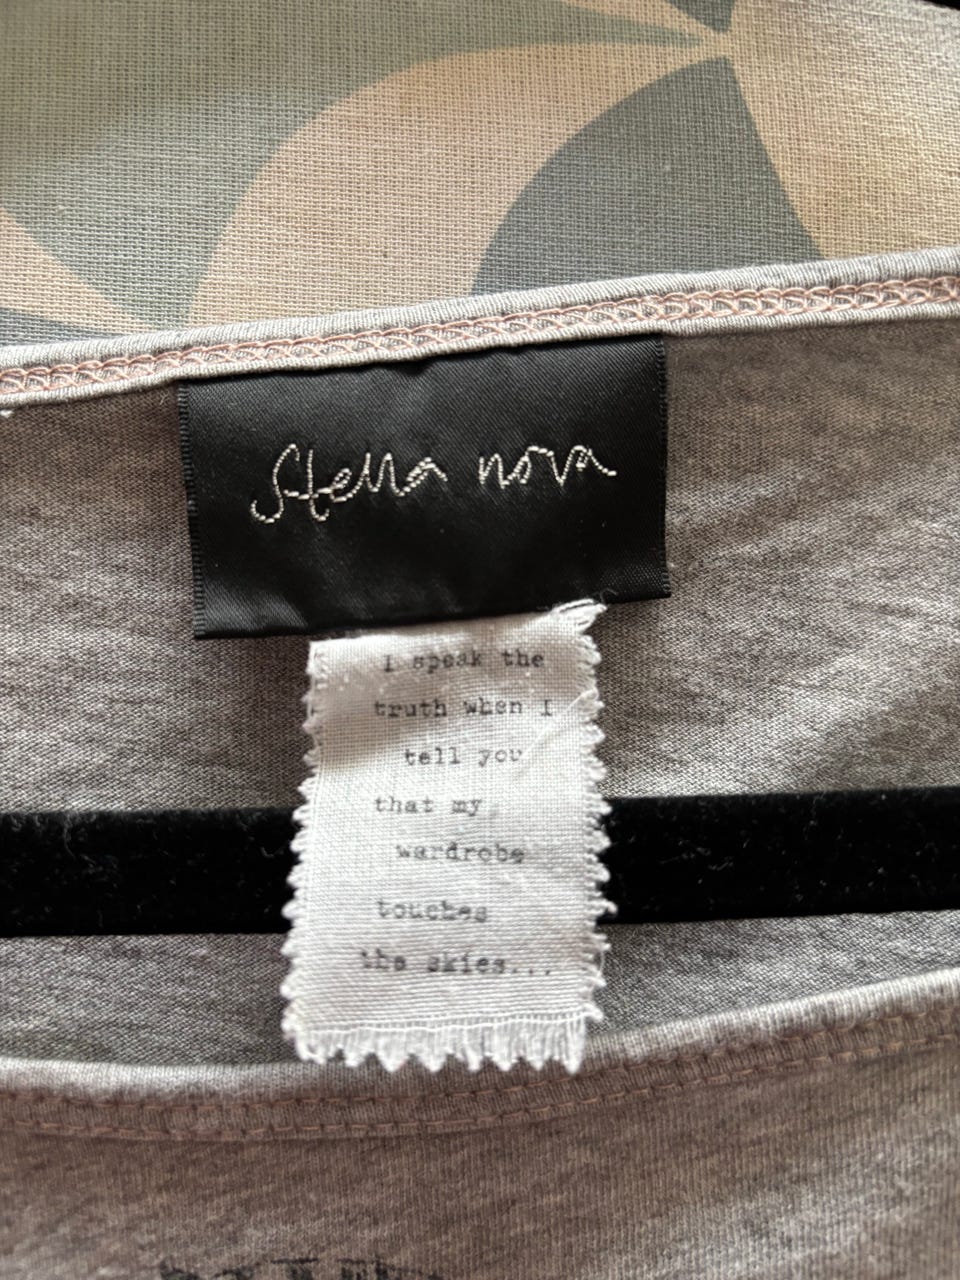 Stella nova
I speak the
truth when I
tell you
that my
wardrobe
touches
the skies...